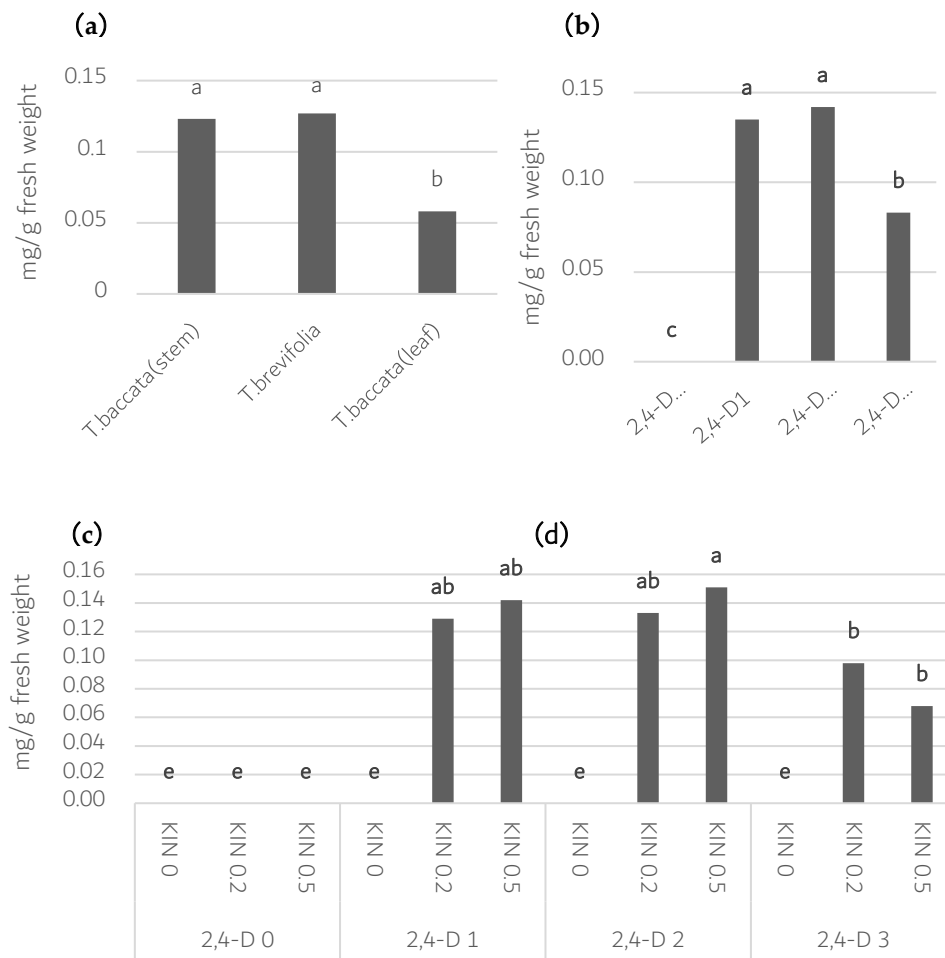 (a)
mg/g fresh weight
0.15
0.1
0.05
0
a
a
b
T.baccata(stem)
T.brevifolia
T.baccata(leaf)
(b)
mg/g fresh weight
0.15
0.10
0.05
0.00
c
a
a
b
2,4-D...
2,4-D1
2,4-D...
2,4-D...
(c)
(d)
mg/g fresh weight
0.16
0.14
0.12
0.10
0.08
0.06
0.04
0.02
0.00
e
e
e
e
ab
ab
e
ab
a
e
b
b
KIN 0
KIN 0.2
KIN 0.5
KIN 0
KIN 0.2
KIN 0.5
KIN 0
KIN 0.2
KIN 0.5
KIN 0
KIN 0.2
KIN 0.5
2,4-D 0
2,4-D 1
2,4-D 2
2,4-D 3